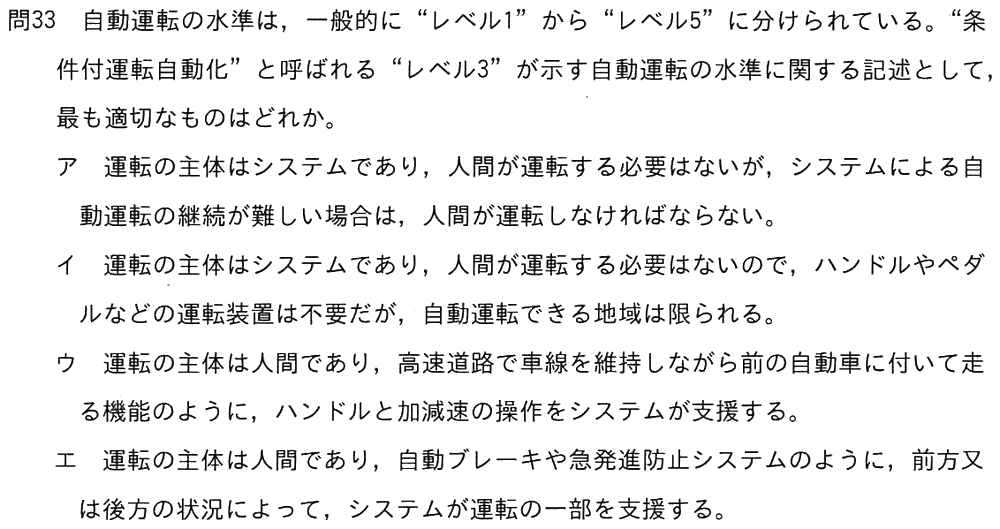 問33　自動運転の水準は，一般的に“レベル1”から“レベル5”に分けられている。“条
件付運転自動化”と呼ばれる“レベル3”が示す自動運転の水準に関する記述として，
最も適切なものはどれか。
ア　運転の主体はシステムであり，人間が運転する必要はないが，システムによる自
動運転の継続が難しい場合は，人間が運転しなければならない。
イ　運転の主体はシステムであり，人間が運転する必要はないので，ハンドルやペダ
ルなどの運転装置は不要だが，自動運転できる地域は限られる。
ウ　運転の主体は人間であり，高速道路で車線を維持しながら前の自動車に付いて走
る機能のように，ハンドルと加減速の操作をシステムが支援する。
エ　運転の主体は人間であり，自動ブレーキや急発進防止システムのように，前方又
は後方の状況によって，システムが運転の一部を支援する。